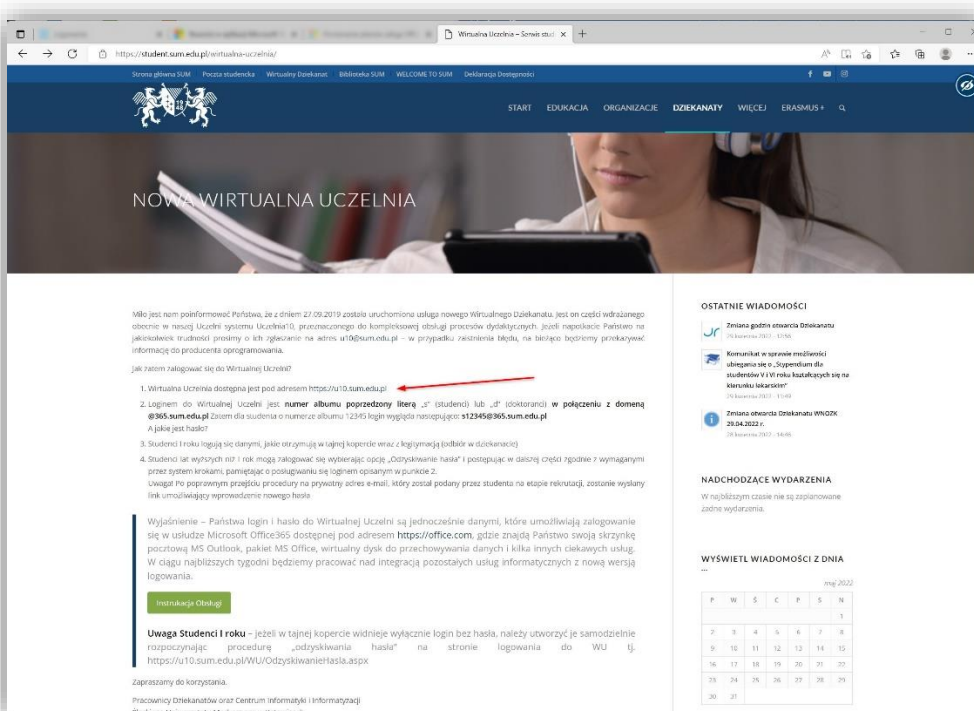 Wirtualna Uczelnia – Serwis stud
https://student.sum.edu.pl/wirtualna-uczelnia/
Strona główna SUM Poczta studencka Wirtualny Dziekanat Biblioteka SUM WELCOME TO SUM Deklaracja Dostępności
START EDUKACJA ORGANIZACJE DZIEKANATY WIĘCEJ ERASMUS+
NOWA WIRTUALNA UCZELNIA
Miło jest nam poinformować Państwa, że z dniem 27.09.2019 została uruchomiona usługa nowego Wirtualnego Dziekanatu. Jest on części wdrażanego
obecnie w naszej Uczelni systemu Uczelnia10, przeznaczonego do kompleksowej obsługi procesów dydaktycznych. Jeżeli napotkacie Państwo na
jakiekolwiek trudności prosimy o ich zgłaszanie na adres u10@sum.edu.pl – w przypadku zaistnienia błędu, na bieżąco będziemy przekazywać
informację do producenta oprogramowania.
Jak zatem zalogować się do Wirtualnej Uczelni?
1. Wirtualna Uczelnia dostępna jest pod adresem https://u10.sum.edu.pl
2. Loginem do Wirtualnej Uczelni jest numer albumu poprzedzony literą „s" (studenci) lub „d" (doktoranci) w połączeniu z domeną
@365.sum.edu.pl Zatem dla studenta o numerze albumu 12345 login wygląda następująco: s12345@365.sum.edu.pl
A jakie jest hasło?
3. Studenci I roku logują się danymi, jakie otrzymują w tajnej kopercie wraz z legitymacją (odbiór w dziekanacie)
4. Studenci lat wyższych niż I rok mogą zalogować się wybierając opcję „Odzyskiwanie hasła" i postępując w dalszej części zgodnie z wymaganymi
przez system krokami, pamiętając o posługiwaniu się loginem opisanym w punkcie 2.
Uwaga! Po poprawnym przejściu procedury na prywatny adres e-mail, który został podany przez studenta na etapie rekrutacji, zostanie wysłany
link umożliwiający wprowadzenie nowego hasła
Wyjaśnienie – Państwa login i hasło do Wirtualnej Uczelni są jednocześnie danymi, które umożliwiają zalogowanie
się w usłudze Microsoft Office365 dostępnej pod adresem https://office.com, gdzie znajdą Państwo swoja skrzynkę
pocztową MS Outlook, pakiet MS Office, wirtualny dysk do przechowywania danych i kilka innych ciekawych usług.
W ciągu najbliższych tygodni będziemy pracować nad integracją pozostałych usług informatycznych z nową wersją
logowania.
Instrukacja Obsługi
Uwaga Studenci I roku – jeżeli w tajnej kopercie widnieje wyłącznie login bez hasła, należy utworzyć je samodzielnie
rozpoczynając procedurę „odzyskiwania hasła" na stronie logowania do WU tj.
https://u10.sum.edu.pl/WU/OdzyskiwanieHasla.aspx
Zapraszamy do korzystania.
Pracownicy Dziekanatów oraz Centrum Informatyki i Informatyzacji
OSTATNIE WIADOMOŚCI
Zmiana godzin otwarcia Dziekanatu
29 kwietnia 2022 - 12:56
Komunikat w sprawie możliwości
ubiegania się o „Stypendium dla
studentów V i VI roku kształcących się na
kierunku lekarskim"
29 kwietnia 2022 - 11:49
Zmiana otwarcia Dziekanatu WNOZK
29.04.2022 r.
28 kwietnia 2022 - 14:46
NADCHODZĄCE WYDARZENIA
W najbliższym czasie nie są zaplanowane
żadne wydarzenia.
WYŚWIETL WIADOMOŚCI Z DNIA
...
maj 2022
P W Ś C P S N
1
2 3 4 5 6 7 8
9 10 11 12 13 14 15
16 17 18 19 20 21 22
23 24 25 26 27 28 29
30 31